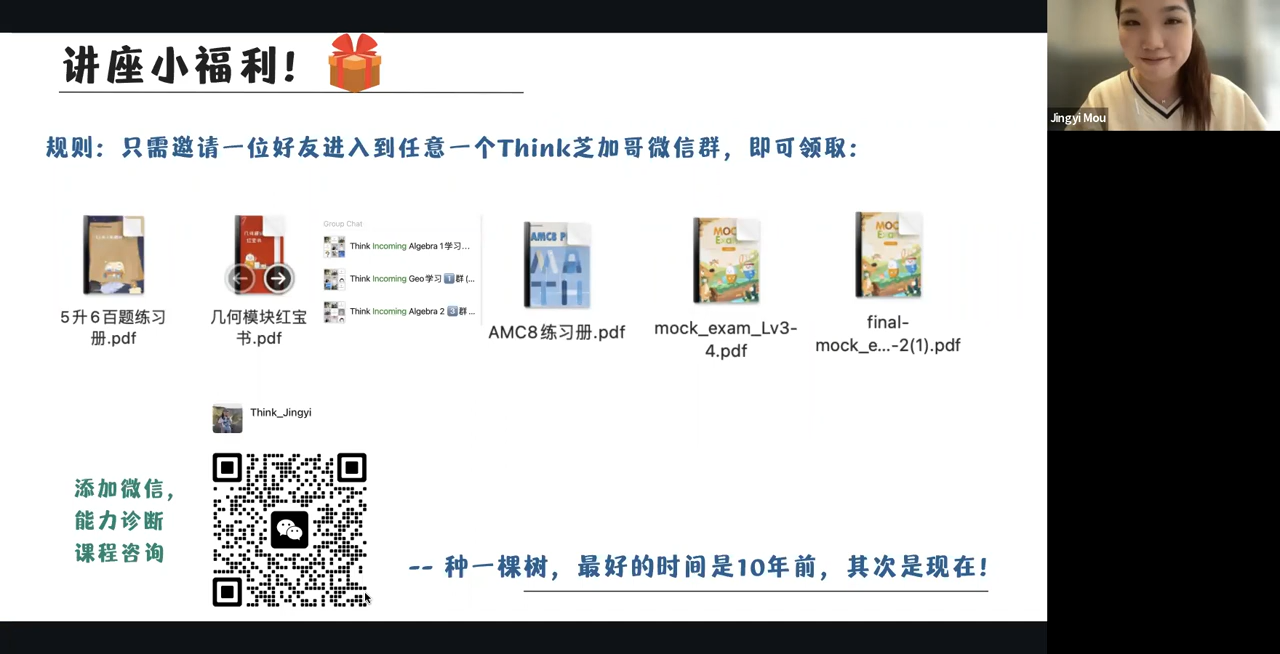 讲座小福利!
Jingyi Mou
规则：只需邀请一位好友进入到任意一个Think芝加哥微信群，即可领取：
5升6百题练习
册.pdf
几何模块红宝
书.pdf
Group Chat
Think Incoming Algebra 1学习...
Think Incoming Geo学习1群(...
Think Incoming Algebra 2 3群...
AMC8练习册.pdf
mock_exam_Lv3-
4.pdf
final-
mock_e...-2(1).pdf
Think_Jingyi
添加微信，
能力诊断
课程咨询
-- 种一棵树，最好的时间是10年前，其次是现在!